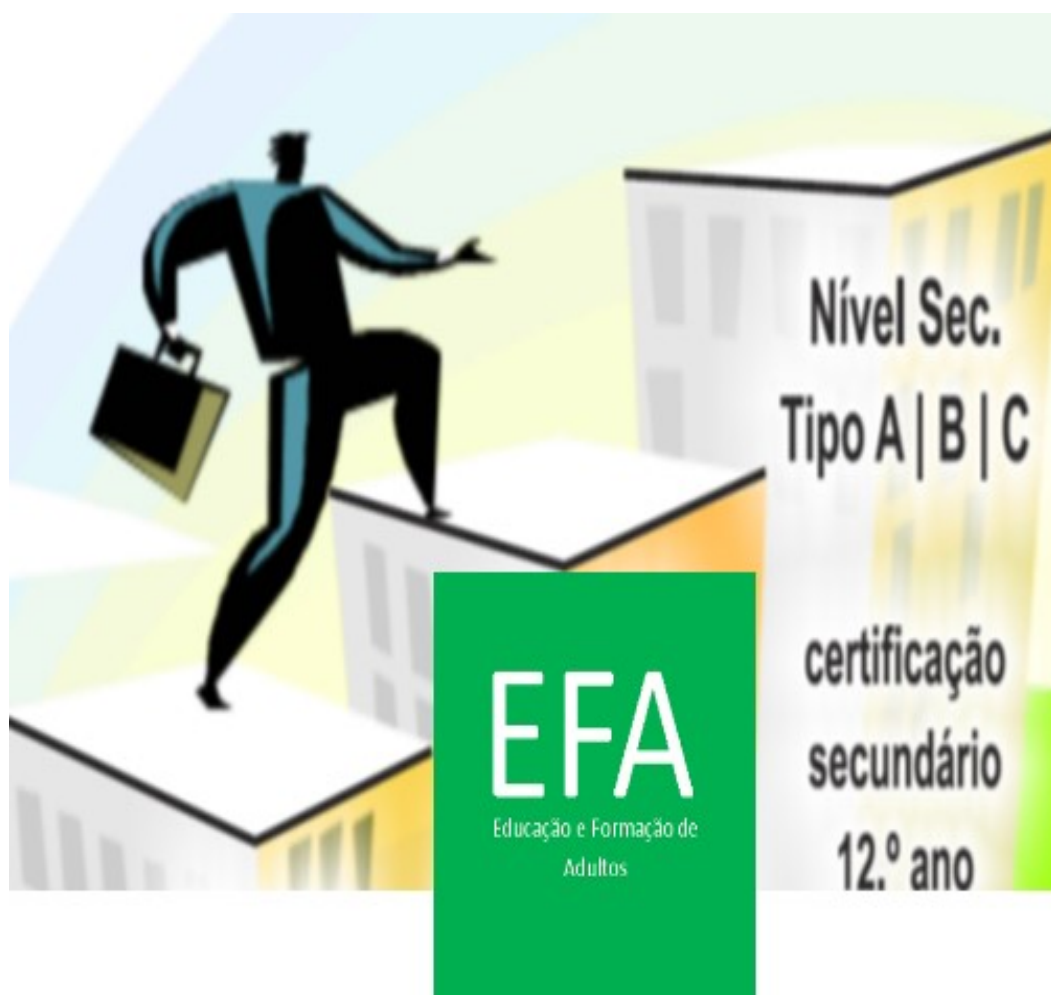 Nível Sec.
Tipo A | B | C
certificação
secundário
12.º ano
EFA
Educação e Formação de
Adultos